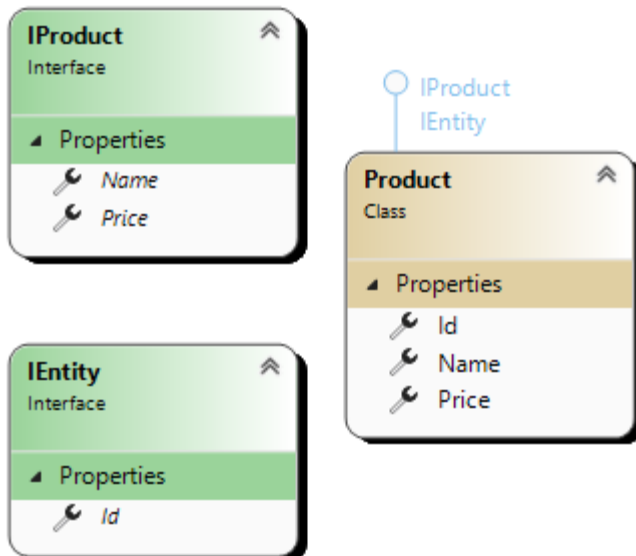 IProduct
Interface
Properties
Name
Price
IProduct
IEntity
Product
Class
Properties
Id
Name
Price
IEntity
Interface
Properties
Id